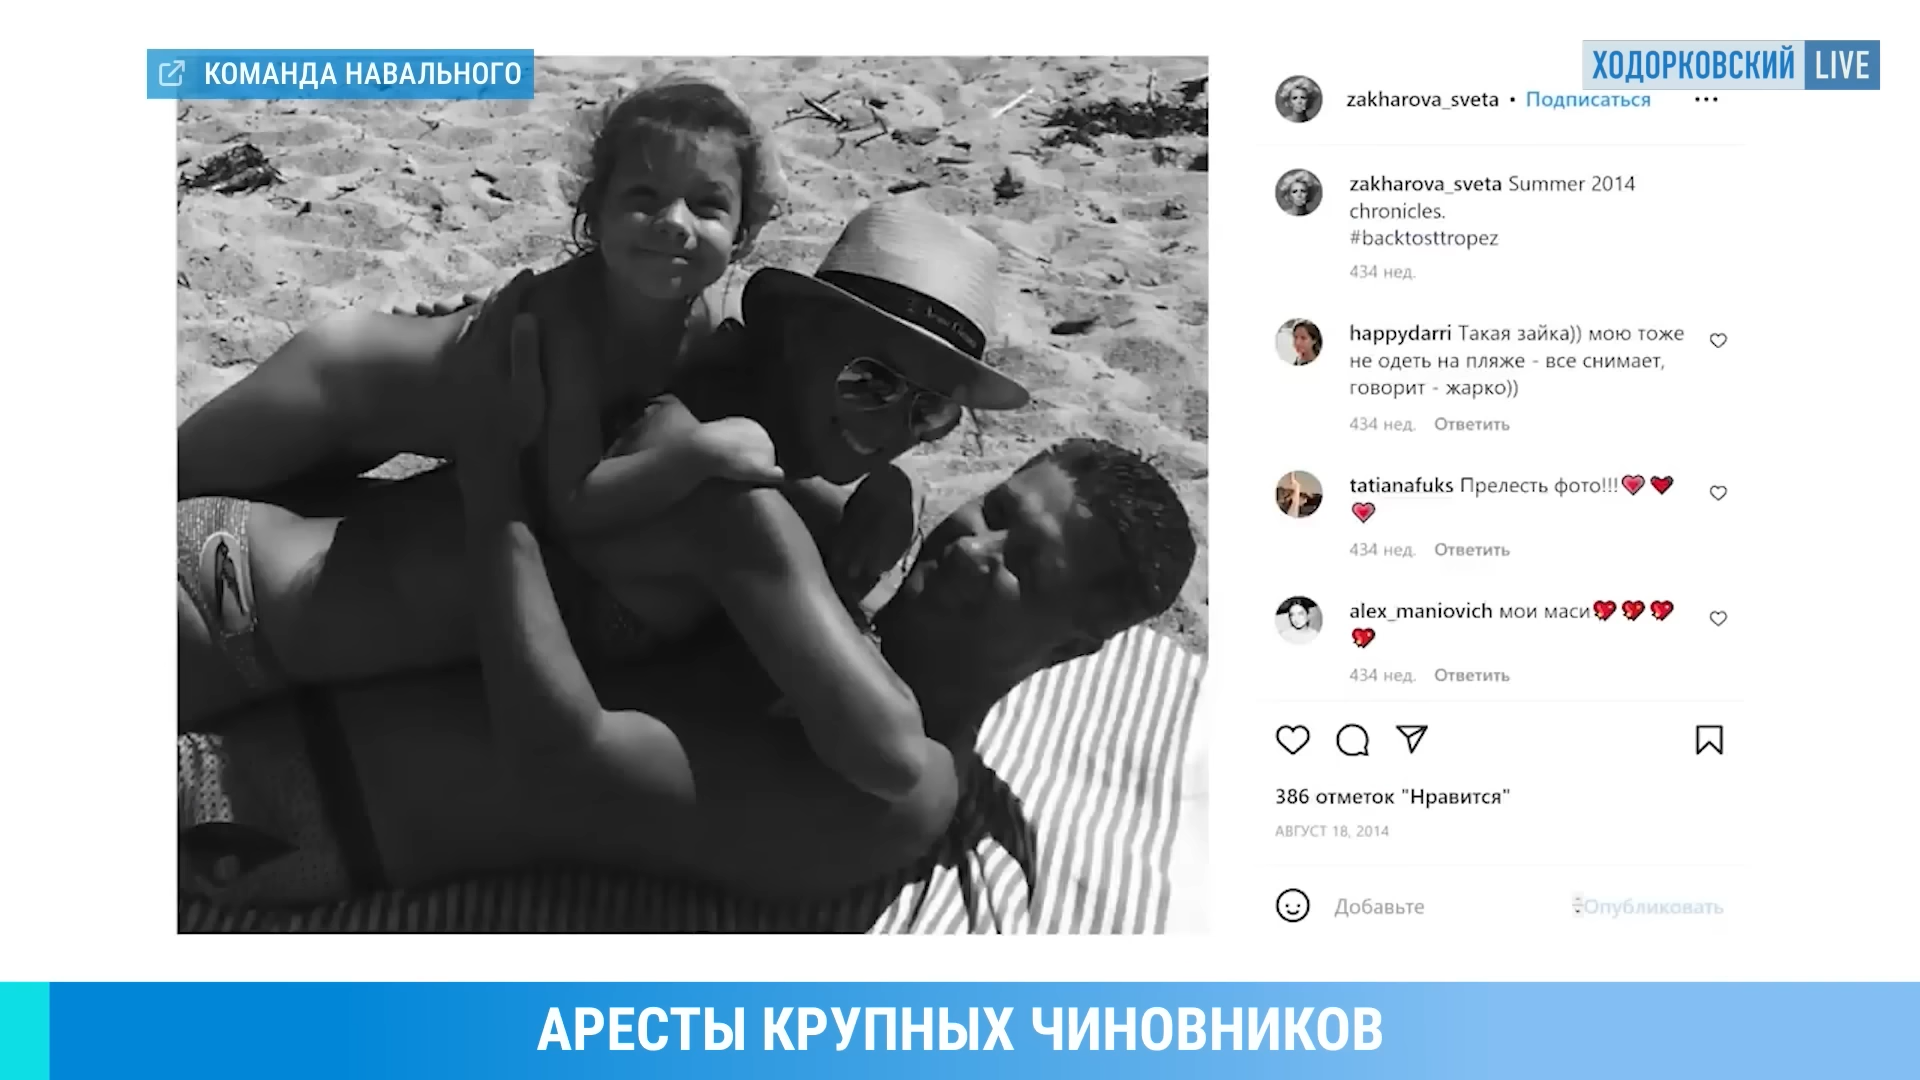 КОМАНДА НАВАЛЬНОГО
ХОДОРКОВСКИЙ LIVE
zakharova_sveta • Подписаться
zakharova_sveta Summer 2014
chronicles.
#backtosttropez
434 нед.
happydarri Такая зайка)) мою тоже
не одеть на пляже - все снимает,
говорит - жарко))
434 нед. Ответить
tatianafuks Прелесть фото!!!💗❤️
💗
434 нед. Ответить
alex_maniovich мои маси💖💖💖
💖
434 нед. Ответить
386 отметок "Нравится"
АВГУСТ 18, 2014
Добавьте Опубликовать
АРЕСТЫ КРУПНЫХ ЧИНОВНИКОВ